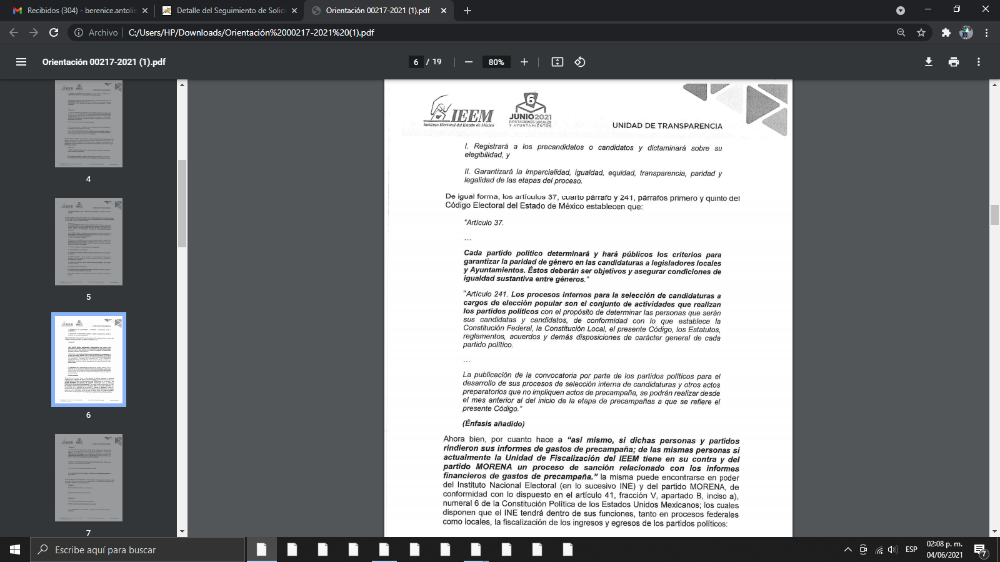 Recibidos (304) - berenice.antolin
Detalle del Seguimiento de Solici
Orientación 00217-2021 (1).pdf
Archivo
C:/Users/HP/Downloads/Orientación%2000217-2021%20(1).pdf
Orientación 00217-2021 (1).pdf
6 / 19
80%
4
5
6
7
IEEM
Instituto Electoral del Estado de México
6
JUNIO2021
DIPUTACIONES LOCALES
Y AYUNTAMIENTOS
UNIDAD DE TRANSPARENCIA
I. Registrará a los precandidatos o candidatos y dictaminará sobre su
elegibilidad, y
II. Garantizará la imparcialidad, igualdad, equidad, transparencia, paridad y
legalidad de las etapas del proceso.
De igual forma, los artículos 37, cuarto párrafo y 241, párrafos primero y quinto del
Código Electoral del Estado de México establecen que:
“Artículo 37.
...
Cada partido político determinará y hará públicos los criterios para
garantizar la paridad de género en las candidaturas a legisladores locales
y Ayuntamientos. Éstos deberán ser objetivos y asegurar condiciones de
igualdad sustantiva entre géneros.”
“Artículo 241. Los procesos internos para la selección de candidaturas a
cargos de elección popular son el conjunto de actividades que realizan
los partidos políticos con el propósito de determinar las personas que serán
sus candidatas y candidatos, de conformidad con lo que establece la
Constitución Federal, la Constitución Local, el presente Código, los Estatutos,
reglamentos, acuerdos y demás disposiciones de carácter general de cada
partido político.
...
La publicación de la convocatoria por parte de los partidos políticos para el
desarrollo de sus procesos de selección interna de candidaturas y otros actos
preparatorios que no impliquen actos de precampaña, se podrán realizar desde
el mes anterior al del inicio de la etapa de precampañas a que se refiere el
presente Código.”
(Énfasis añadido)
Ahora bien, por cuanto hace a “así mismo, si dichas personas y partidos
rindieron sus informes de gastos de precampaña; de las mismas personas si
actualmente la Unidad de Fiscalización del IEEM tiene en su contra y del
partido MORENA un proceso de sanción relacionado con los informes
financieros de gastos de precampaña.” la misma puede encontrarse en poder
del Instituto Nacional Electoral (en lo sucesivo INE) y del partido MORENA, de
conformidad con lo dispuesto en el artículo 41, fracción V, apartado B, inciso a),
numeral 6 de la Constitución Política de los Estados Unidos Mexicanos; los cuales
disponen que el INE tendrá dentro de sus funciones, tanto en procesos federales
como locales, la fiscalización de los ingresos y egresos de los partidos políticos:
Escribe aquí para buscar
ESP
02:08 p. m.
04/06/2021
7